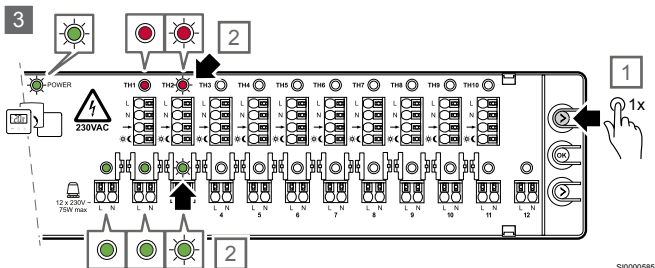 3
2
1
POWER
TH1 TH2 TH3 TH4 TH5 TH6 TH7 TH8 TH9 TH10
1x
L
N
230VAC
OK
12 x 230V ~
75W max
L N L N L N L N L N L N L N L N L N L N L N
4 5 6 7 8 9 10 11 12
2
SI0000585